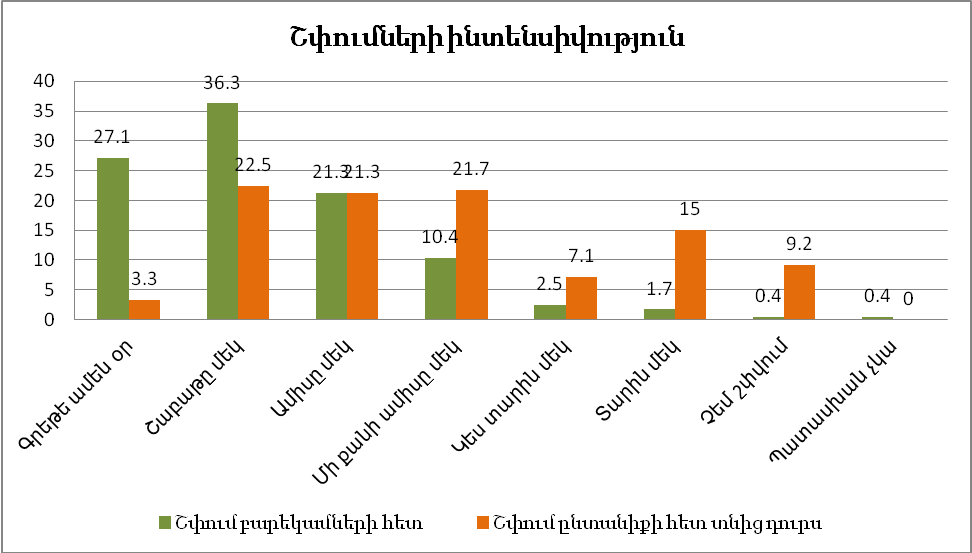 Շփումների ինտենսիվություն
40
35
30
25
20
15
10
5
0
27.1
3.3
36.3
22.5
21.3
21.3
10.4
21.7
2.5
7.1
1.7
15
0.4
9.2
0.4
0
Գրեթե ամեն օր
Շաբաթը մեկ
Ամիսը մեկ
Մի քանի ամիսը մեկ
Կես տարին մեկ
Տարին մեկ
Չեմ շփվում
Պատասխան չկա
Շփում բարեկամների հետ
Շփում ընտանիքի հետ տնից դուրս